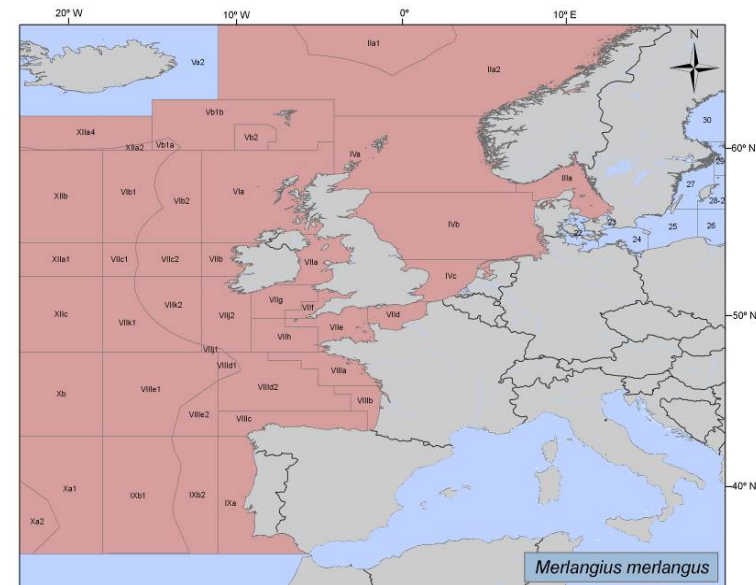 20° W 10° W 0° 10° E
N
IIa1
Va2
IIa2
Vb1b
30
XIIa4
Vb2
XIIa2 Vb1a
IVa
60° N
29
IIIa
27
28-2
XIIb VIb1 VIb2 VIa
IVb
23
22
24 25 26
XIIa1 VIIc1 VIIc2 VIIb VIIa
IVc
VIIg
VIIf
XIIc VIIk1 VIIk2 VIIj2
VIId
50° N
VIIe
VIIh
VIIj1
VIIId1
VIIIa
Xb VIIIe1
VIIId2
VIIIb
VIIIe2
VIIIc
40° N
Xa1
IXb1 IXb2 IXa
Xa2
Merlangius merlangus